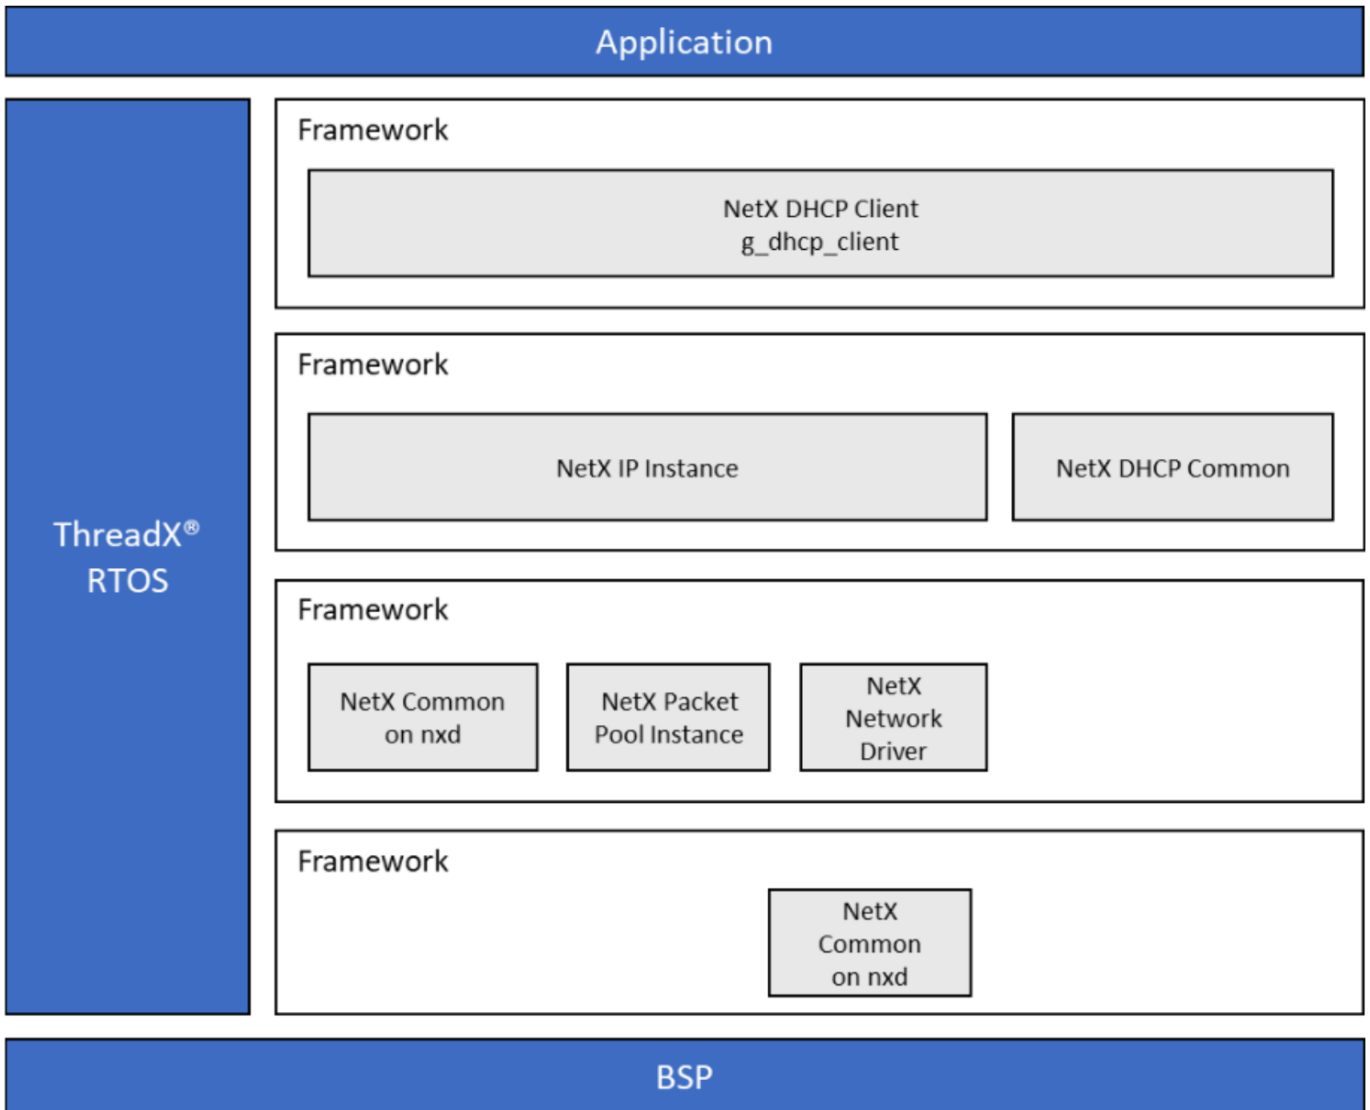 Application
ThreadX®
RTOS
Framework
NetX DHCP Client
g_dhcp_client
Framework
NetX IP Instance
NetX DHCP Common
Framework
NetX Common
on nxd
NetX Packet
Pool Instance
NetX
Network
Driver
Framework
NetX
Common
on nxd
BSP